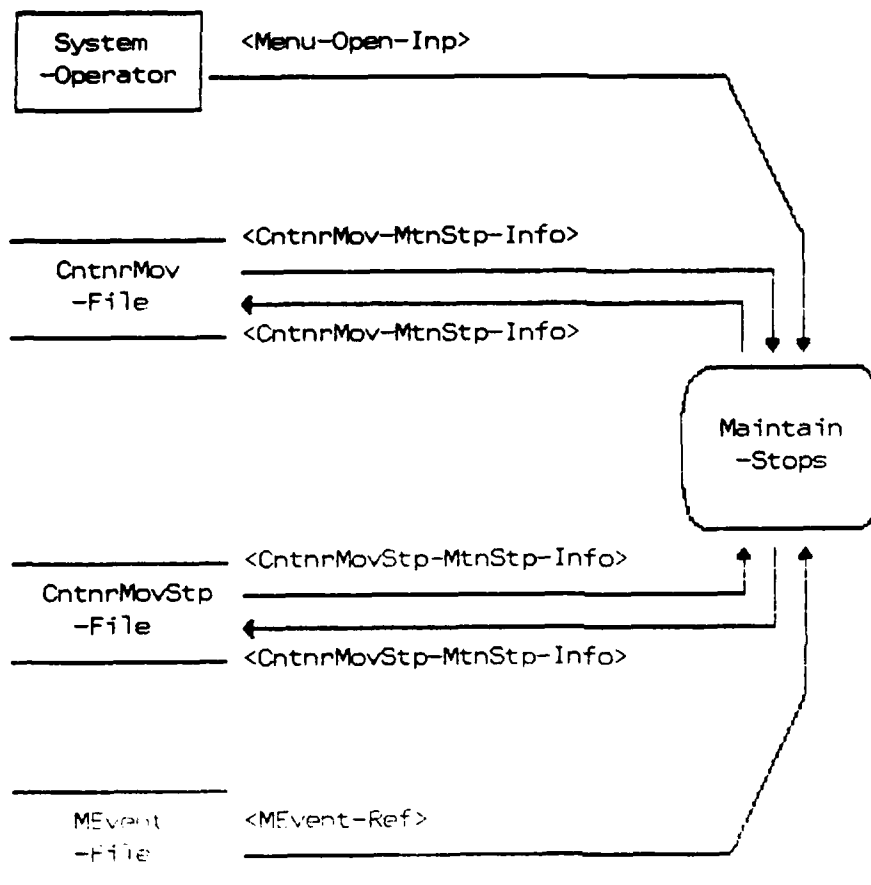 System
-Operator
<Menu-Open-Inp>
<CntnrMov-MtnStp-Info>
CntnrMov
-File
<CntnrMov-MtnStp-Info>
Maintain
-Stops
<CntnrMovStp-MtnStp-Info>
CntnrMovStp
-File
<CntnrMovStp-MtnStp-Info>
MEvent
-File
<MEvent-Ref>